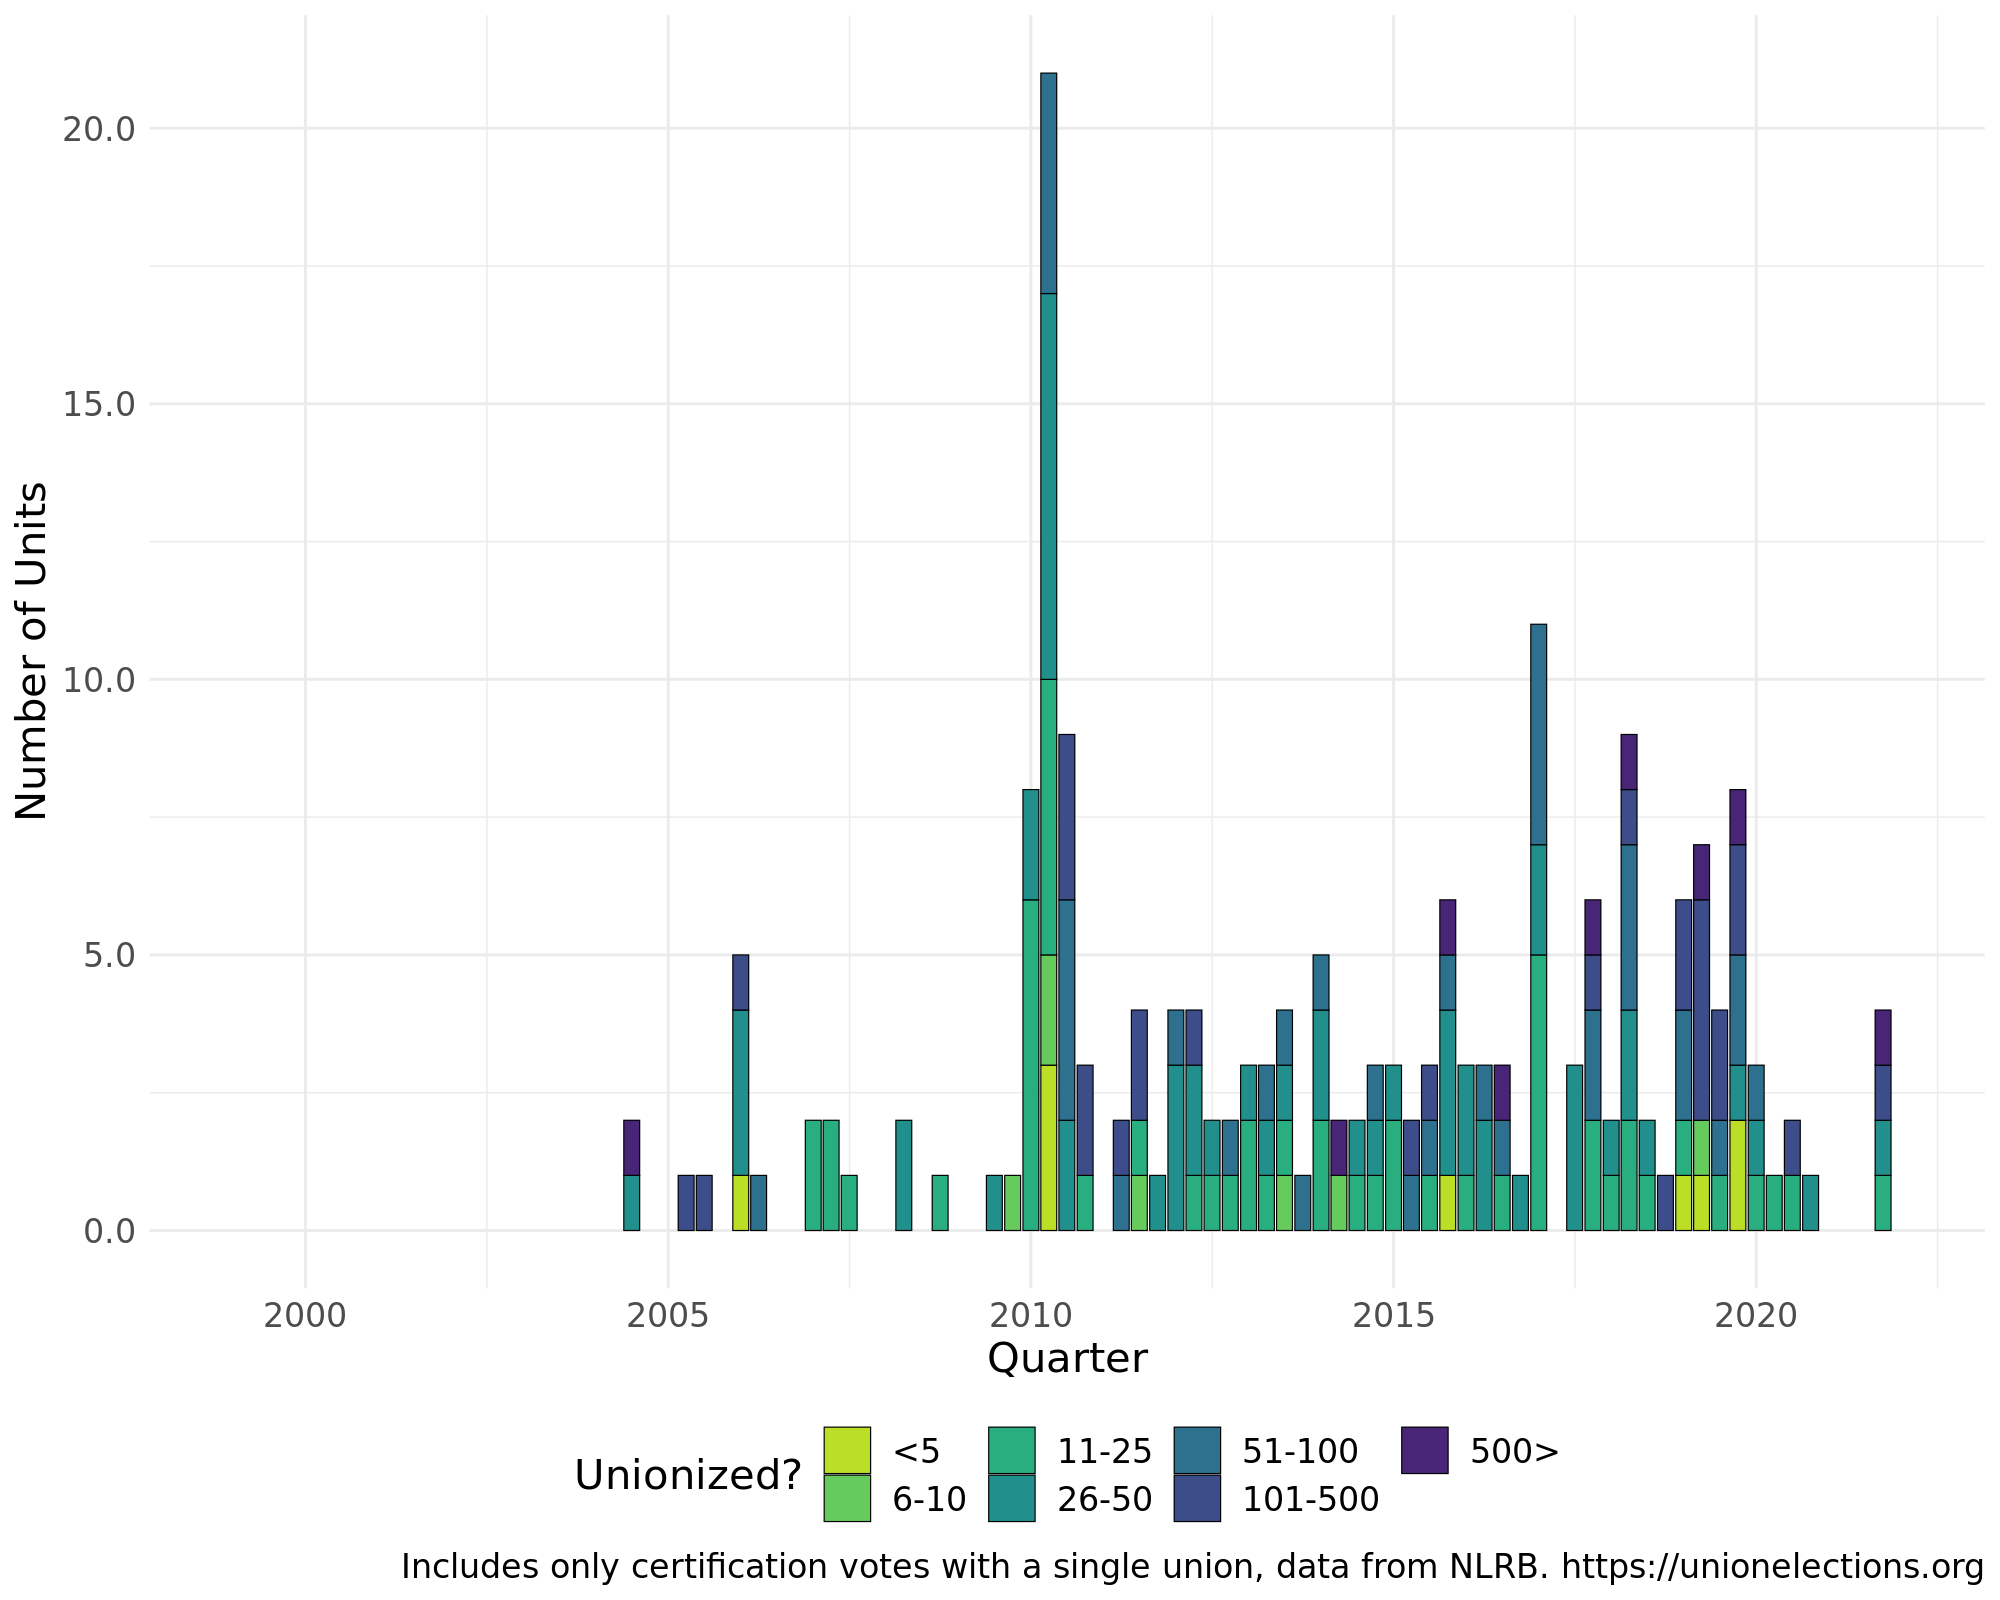 20.0
15.0
10.0
5.0
0.0
Number of Units
2000 2005 2010 2015 2020
Quarter
Unionized?
<5 11-25 51-100 500>
6-10 26-50 101-500
Includes only certification votes with a single union, data from NLRB. https://unionelections.org